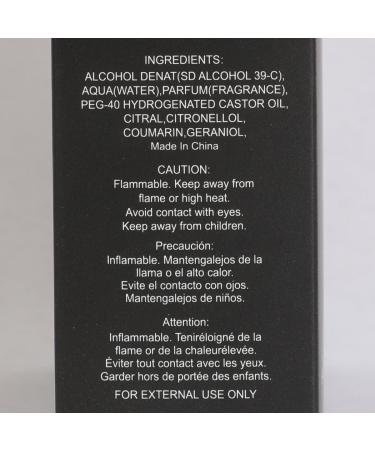 INGREDIENTS:
ALCOHOL DENAT(SD ALCOHOL 39-C),
AQUA(WATER),PARFUM(FRAGRANCE),
PEG-40 HYDROGENATED CASTOR OIL,
CITRAL,CITRONELLOL,
COUMARIN,GERANIOL,
Made In China
CAUTION:
Flammable. Keep away from
flame or high heat.
Avoid contact with eyes.
Keep away from children.
Precaución:
Inflamable. Mantengalejos de la
llama o el alto calor.
Evite el contacto con ojos.
Mantengalejos de niños.
Attention:
Inflammable. Teniréloigné de la
flame or de la chaleurélevée.
Éviter tout contact avec les yeux.
Garder hors de portée des enfants.
FOR EXTERNAL USE ONLY